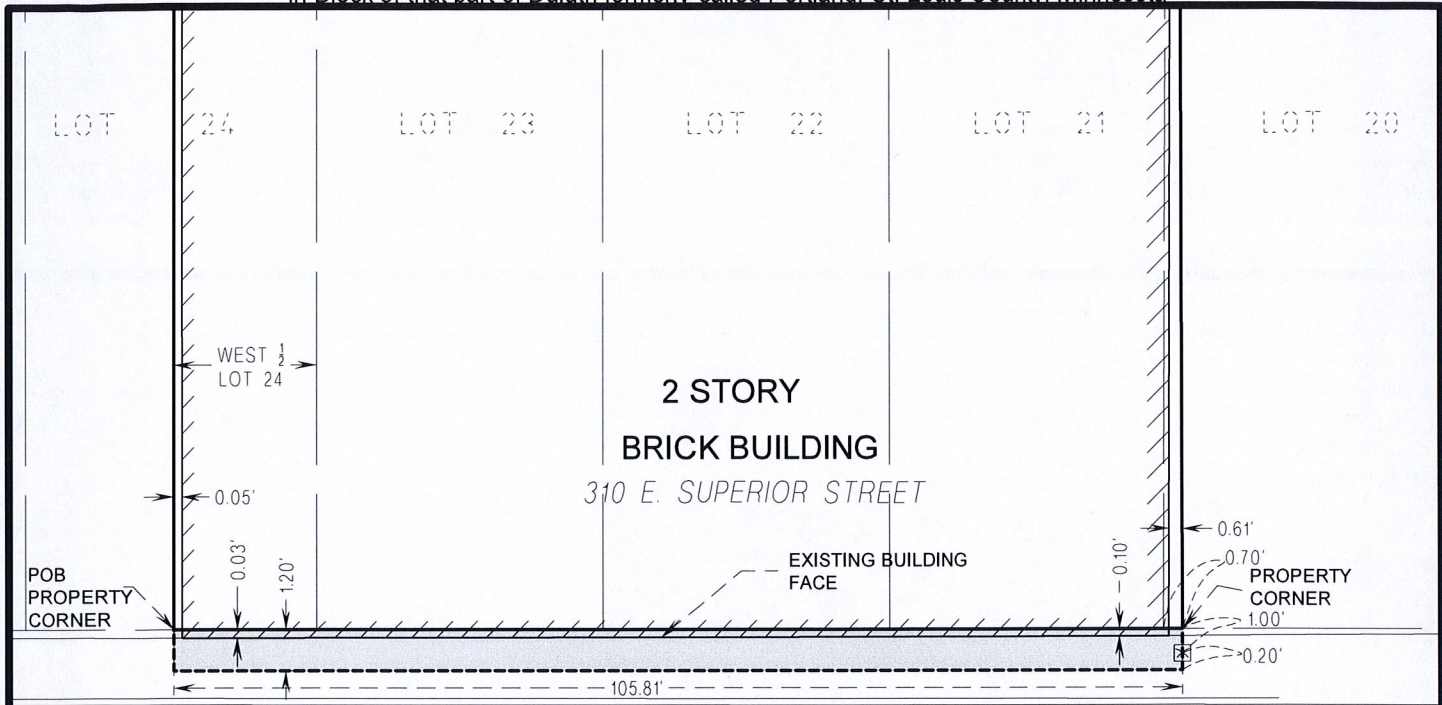 LOT 24
LOT 23
LOT 22
LOT 21
LOT 20
WEST 1/2
LOT 24
2 STORY
BRICK BUILDING
310 E. SUPERIOR STREET
0.05'
0.03'
1.20'
EXISTING BUILDING
FACE
0.10'
0.61'
0.70'
POB
PROPERTY
CORNER
PROPERTY
CORNER
1.00'
0.20'
105.81'